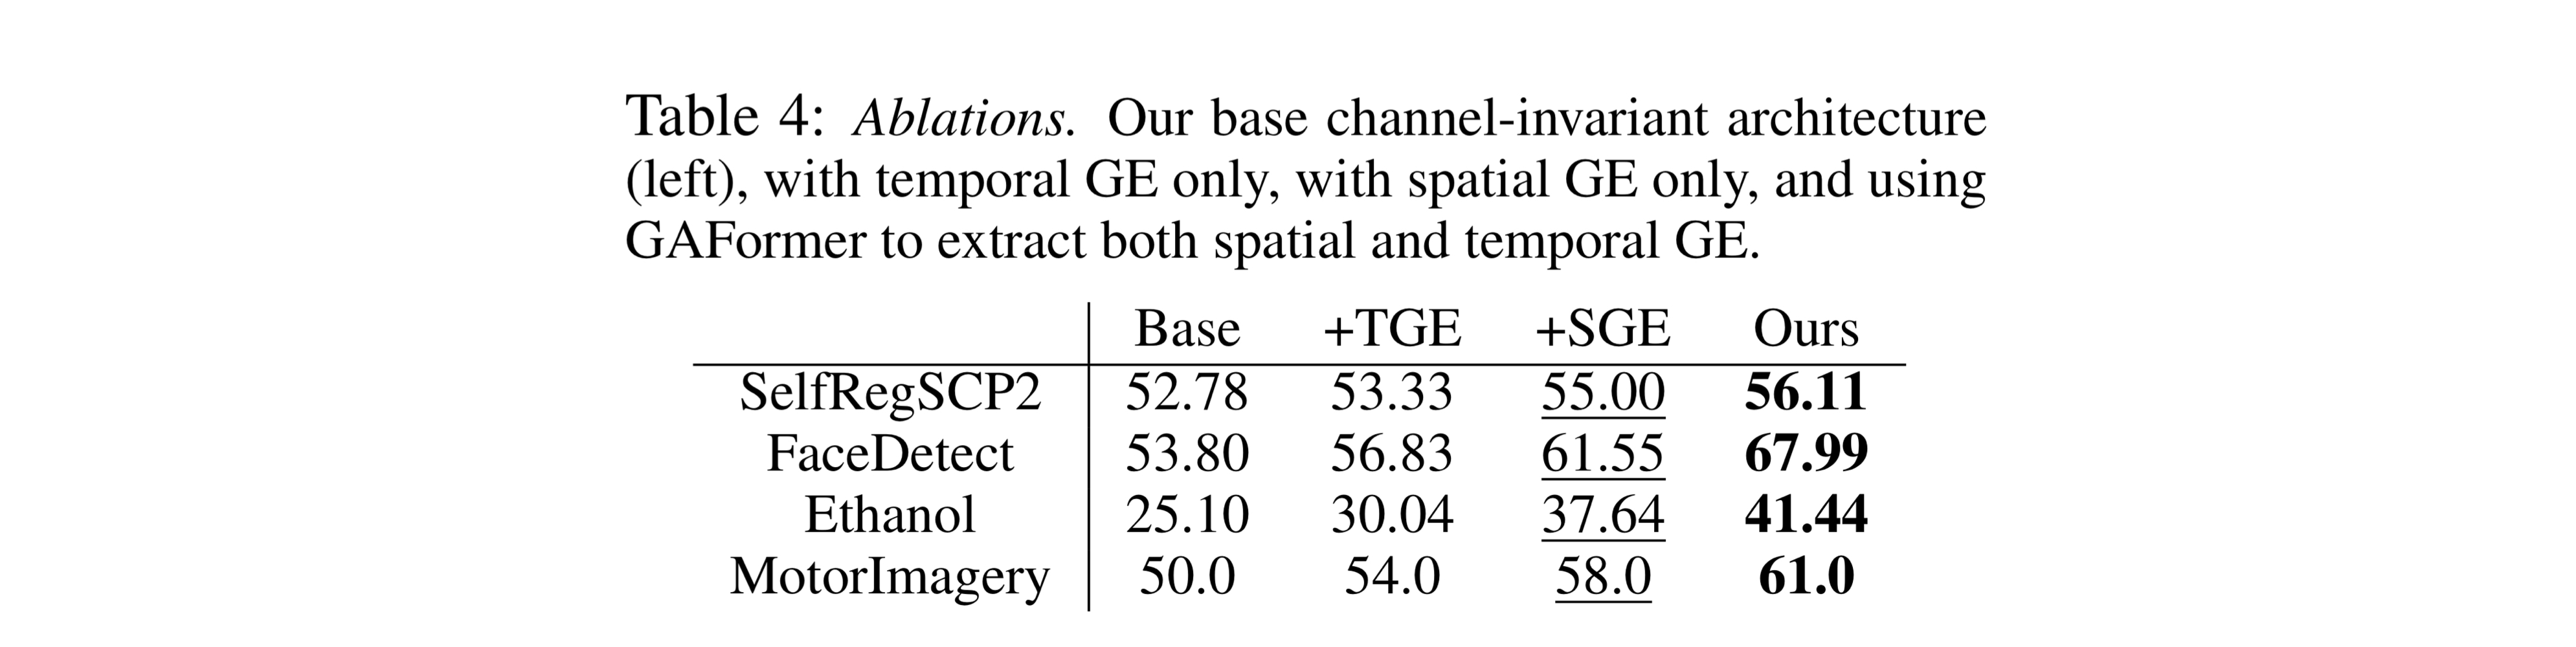 Table 4: Ablations. Our base channel-invariant architecture
(left), with temporal GE only, with spatial GE only, and using
GAFormer to extract both spatial and temporal GE.
Base +TGE +SGE Ours
SelfRegSCP2 52.78 53.33 55.00 56.11
FaceDetect 53.80 56.83 61.55 67.99
Ethanol 25.10 30.04 37.64 41.44
MotorImagery 50.0 54.0 58.0 61.0